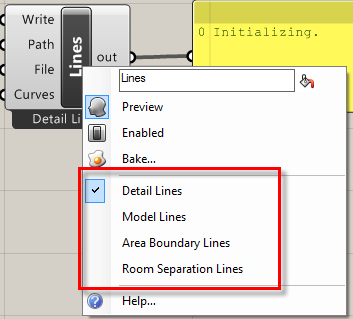 Write
Path
File
Curves
Lines
out
Detail Li
0 Initializing.
Lines
Preview
Enabled
Bake...
Detail Lines
Model Lines
Area Boundary Lines
Room Separation Lines
Help...